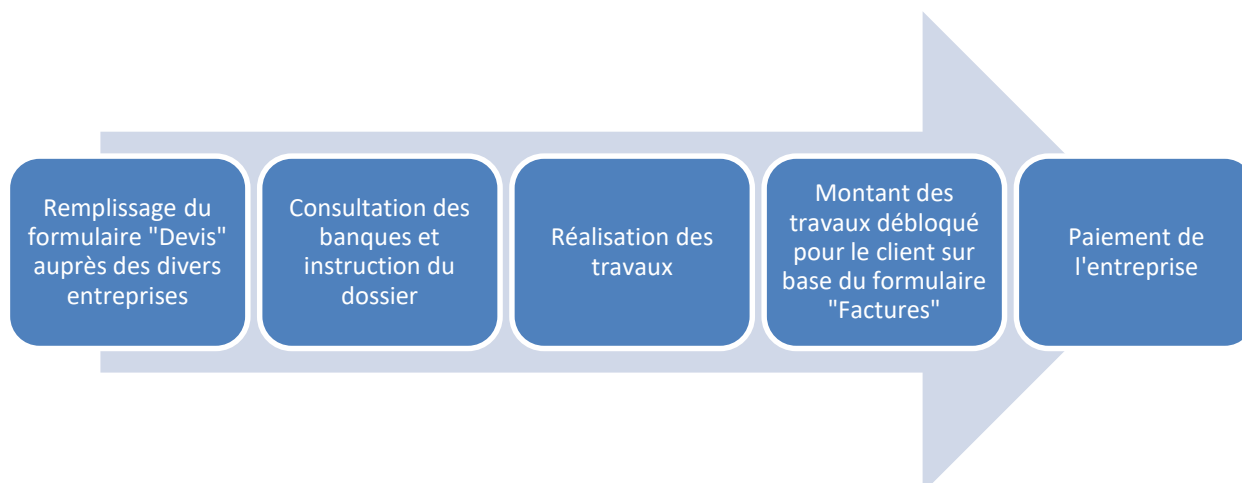 Remplissage du
formulaire "Devis"
auprès des divers
entreprises
Consultation des
banques et
instruction du
dossier
Réalisation des
travaux
Montant des
travaux débloqué
pour le client sur
base du formulaire
"Factures"
Paiement de
l'entreprise